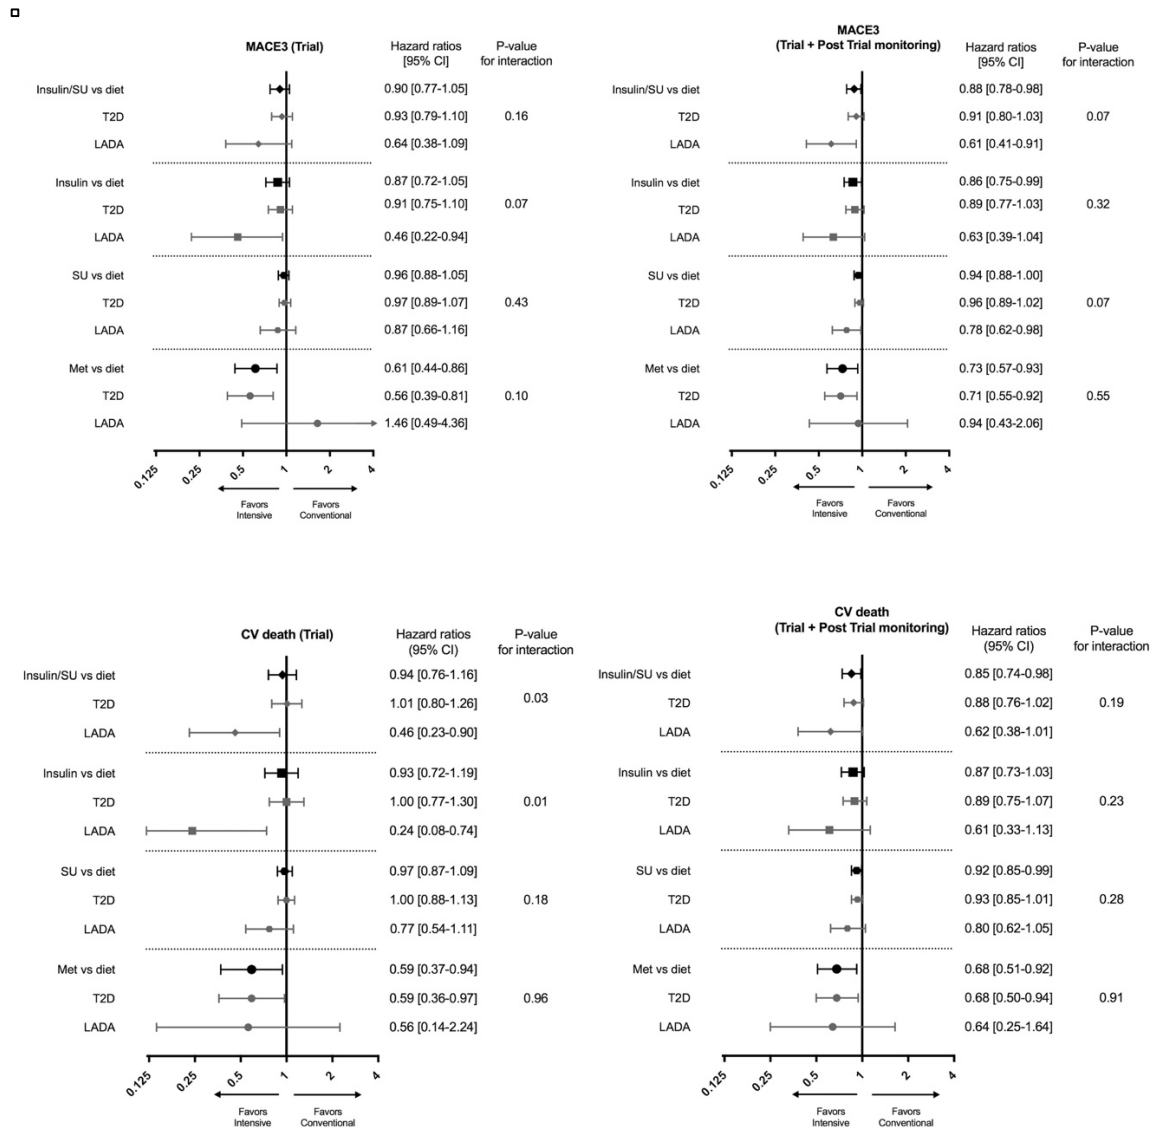 MACE3 (Trial)
Hazard ratios [95% CI]
P-value for interaction
Insulin/SU vs diet 0.90 [0.77-1.05]
T2D 0.93 [0.79-1.10] 0.16
LADA 0.64 [0.38-1.09]
Insulin vs diet 0.87 [0.72-1.05]
T2D 0.91 [0.75-1.10] 0.07
LADA 0.46 [0.22-0.94]
SU vs diet 0.96 [0.88-1.05]
T2D 0.97 [0.89-1.07] 0.43
LADA 0.87 [0.66-1.16]
Met vs diet 0.61 [0.44-0.86]
T2D 0.56 [0.39-0.81] 0.10
LADA 1.46 [0.49-4.36]
0.125 0.25 0.5 1 2 4
Favors Intensive
Favors Conventional
MACE3
(Trial + Post Trial monitoring)
Hazard ratios [95% CI]
P-value for interaction
Insulin/SU vs diet 0.88 [0.78-0.98]
T2D 0.91 [0.80-1.03] 0.07
LADA 0.61 [0.41-0.91]
Insulin vs diet 0.86 [0.75-0.99]
T2D 0.89 [0.77-1.03] 0.32
LADA 0.63 [0.39-1.04]
SU vs diet 0.94 [0.88-1.00]
T2D 0.96 [0.89-1.02] 0.07
LADA 0.78 [0.62-0.98]
Met vs diet 0.73 [0.57-0.93]
T2D 0.71 [0.55-0.92] 0.55
LADA 0.94 [0.43-2.06]
0.125 0.25 0.5 1 2 4
Favors Intensive
Favors Conventional
CV death (Trial)
Hazard ratios (95% CI)
P-value for interaction
Insulin/SU vs diet 0.94 [0.76-1.16]
T2D 1.01 [0.80-1.26] 0.03
LADA 0.46 [0.23-0.90]
Insulin vs diet 0.93 [0.72-1.19]
T2D 1.00 [0.77-1.30] 0.01
LADA 0.24 [0.08-0.74]
SU vs diet 0.97 [0.87-1.09]
T2D 1.00 [0.88-1.13] 0.18
LADA 0.77 [0.54-1.11]
Met vs diet 0.59 [0.37-0.94]
T2D 0.59 [0.36-0.97] 0.96
LADA 0.56 [0.14-2.24]
0.125 0.25 0.5 1 2 4
Favors Intensive
Favors Conventional
CV death
(Trial + Post Trial monitoring)
Hazard ratios (95% CI)
P-value for interaction
Insulin/SU vs diet 0.85 [0.74-0.98]
T2D 0.88 [0.76-1.02] 0.19
LADA 0.62 [0.38-1.01]
Insulin vs diet 0.87 [0.73-1.03]
T2D 0.89 [0.75-1.07] 0.23
LADA 0.61 [0.33-1.13]
SU vs diet 0.92 [0.85-0.99]
T2D 0.93 [0.85-1.01] 0.28
LADA 0.80 [0.62-1.05]
Met vs diet 0.68 [0.51-0.92]
T2D 0.68 [0.50-0.94] 0.91
LADA 0.64 [0.25-1.64]
0.125 0.25 0.5 1 2 4
Favors Intensive
Favors Conventional